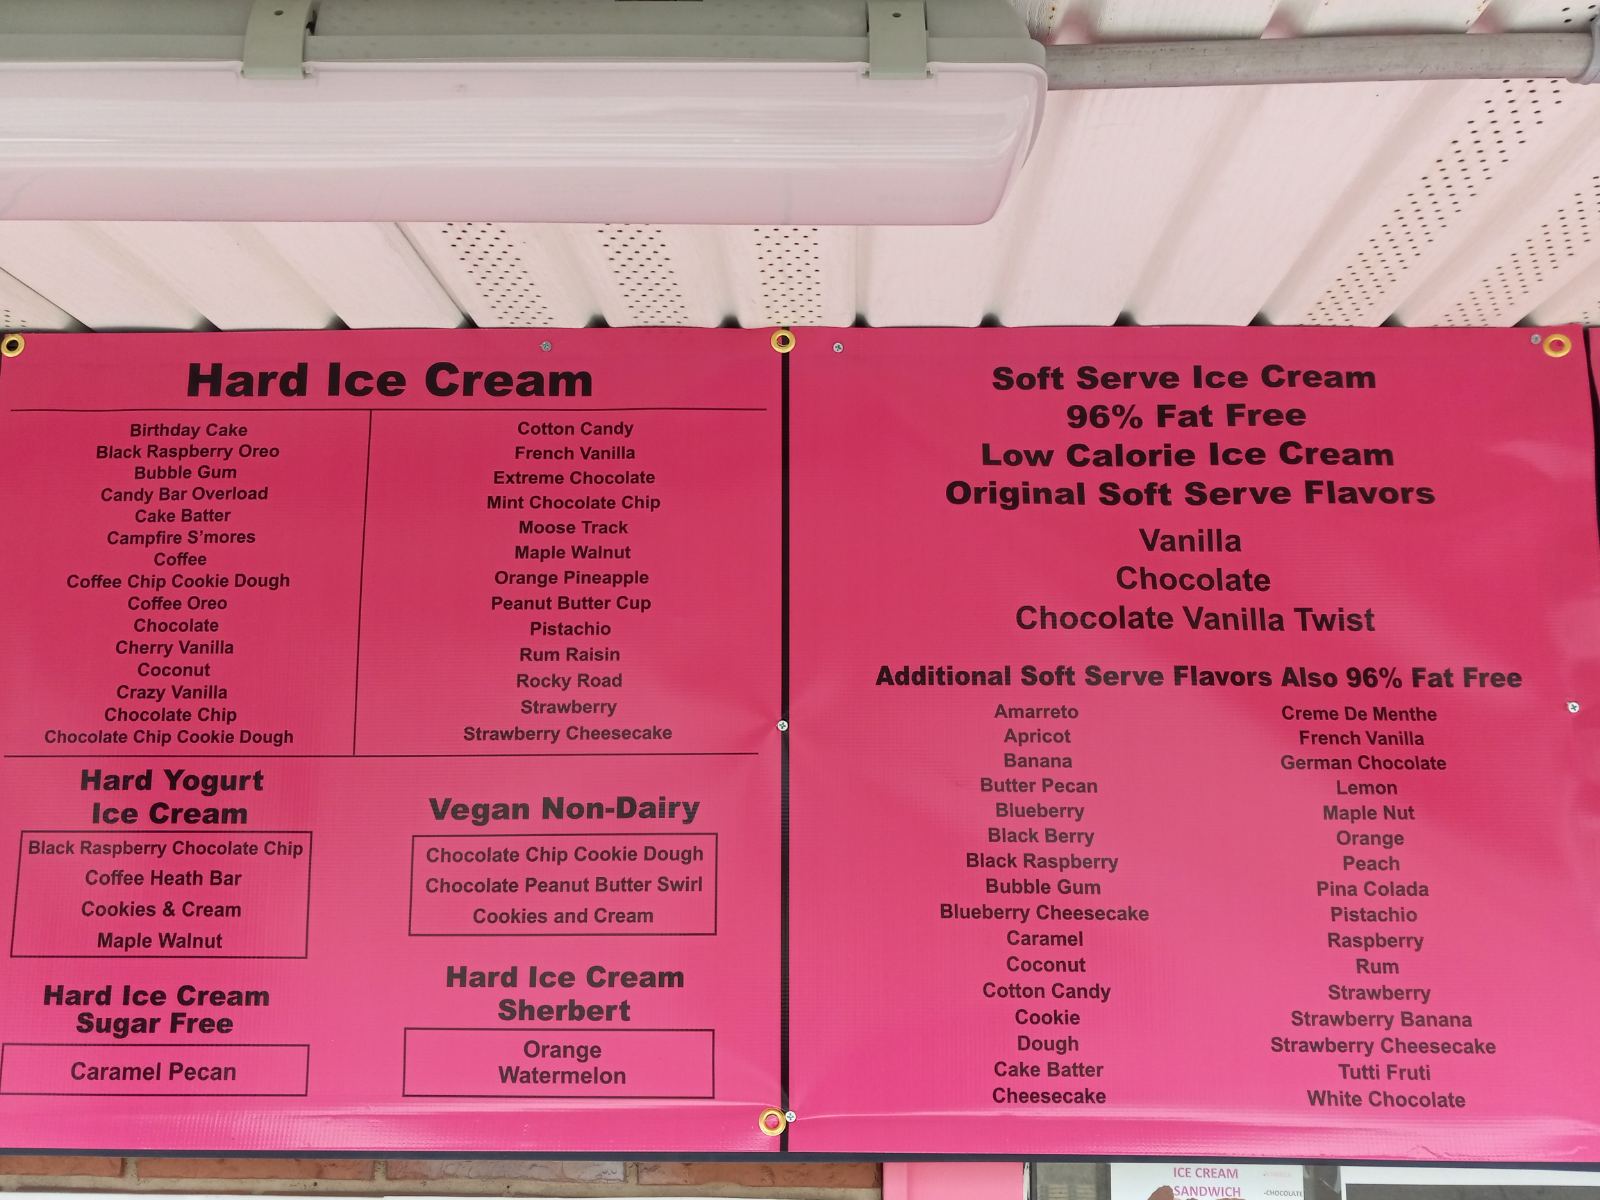 Hard Ice Cream
Birthday Cake
Black Raspberry Oreo
Bubble Gum
Candy Bar Overload
Cake Batter
Campfire S'mores
Coffee
Coffee Chip Cookie Dough
Coffee Oreo
Chocolate
Cherry Vanilla
Coconut
Crazy Vanilla
Chocolate Chip
Chocolate Chip Cookie Dough
Cotton Candy
French Vanilla
Extreme Chocolate
Mint Chocolate Chip
Moose Track
Maple Walnut
Orange Pineapple
Peanut Butter Cup
Pistachio
Rum Raisin
Rocky Road
Strawberry
Strawberry Cheesecake
Hard Yogurt
Ice Cream
Black Raspberry Chocolate Chip
Coffee Heath Bar
Cookies & Cream
Maple Walnut
Hard Ice Cream
Sugar Free
Caramel Pecan
Vegan Non-Dairy
Chocolate Chip Cookie Dough
Chocolate Peanut Butter Swirl
Cookies and Cream
Hard Ice Cream
Sherbert
Orange
Watermelon
Soft Serve Ice Cream
96% Fat Free
Low Calorie Ice Cream
Original Soft Serve Flavors
Vanilla
Chocolate
Chocolate Vanilla Twist
Additional Soft Serve Flavors Also 96% Fat Free
Amarreto
Apricot
Banana
Butter Pecan
Blueberry
Black Berry
Black Raspberry
Bubble Gum
Blueberry Cheesecake
Caramel
Coconut
Cotton Candy
Cookie
Dough
Cake Batter
Cheesecake
Creme De Menthe
French Vanilla
German Chocolate
Lemon
Maple Nut
Orange
Peach
Pina Colada
Pistachio
Raspberry
Rum
Strawberry
Strawberry Banana
Strawberry Cheesecake
Tutti Fruti
White Chocolate
ICE CREAM
SANDWICH
-CHOCOLATE